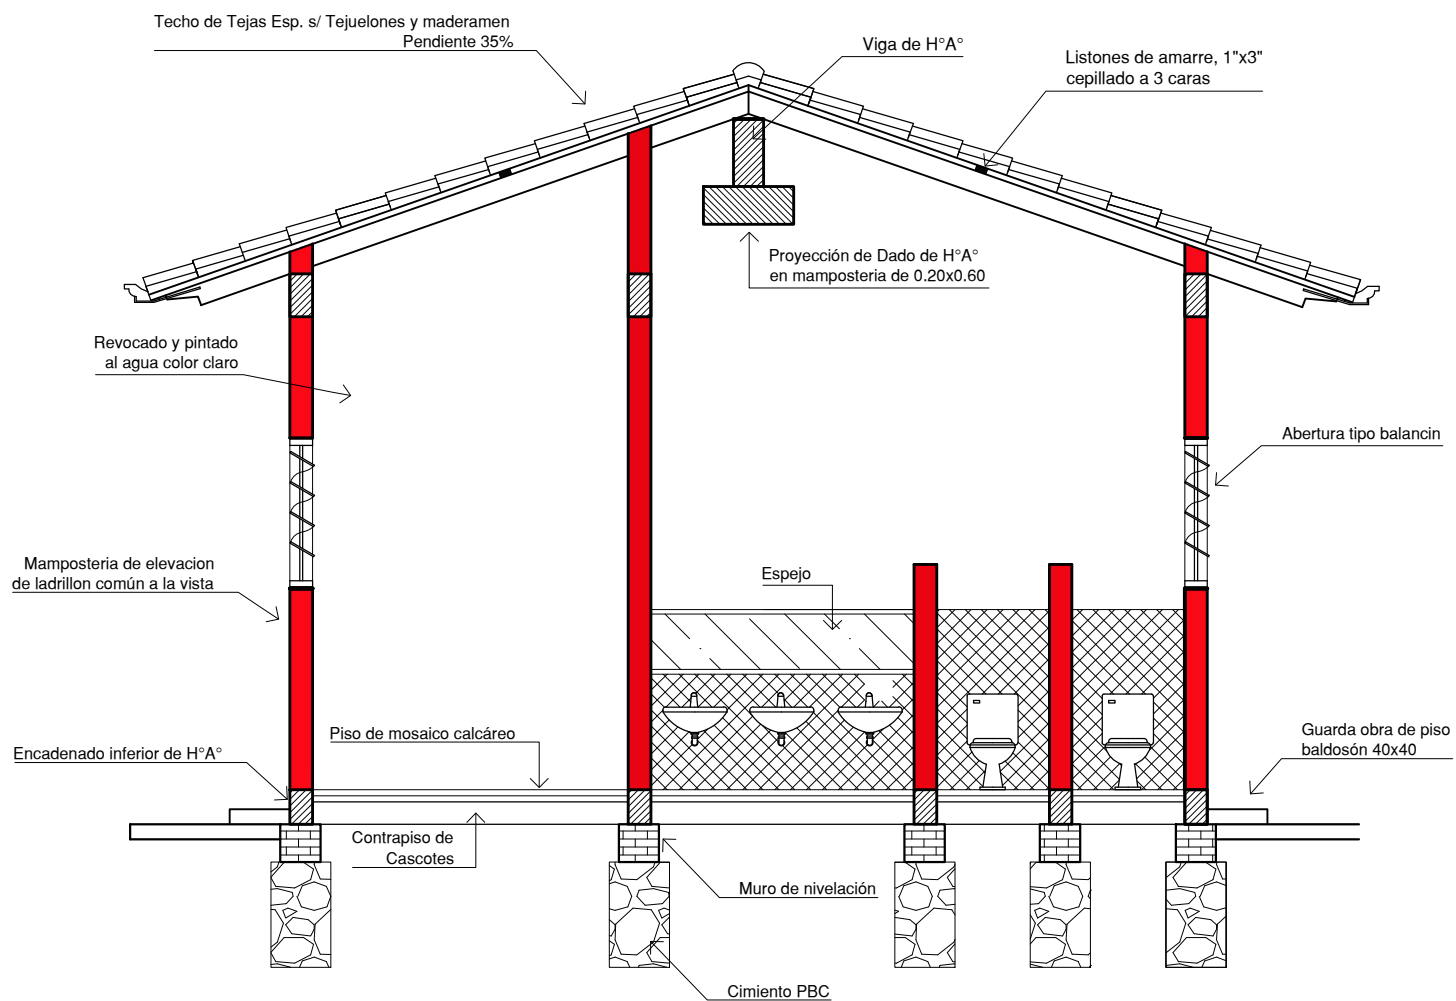 Techo de Tejas Esp. s/ Tejuelones y maderamen
Pendiente 35%
Viga de H°A°
Listones de amarre, 1"x3"
cepillado a 3 caras
Proyección de Dado de H°A°
en mamposteria de 0.20x0.60
Revocado y pintado
al agua color claro
Abertura tipo balancin
Mamposteria de elevacion
de ladrillon común a la vista
Espejo
Piso de mosaico calcáreo
Encadenado inferior de H°A°
Guarda obra de piso
baldosón 40x40
Contrapiso de
Cascotes
Muro de nivelación
Cimiento PBC